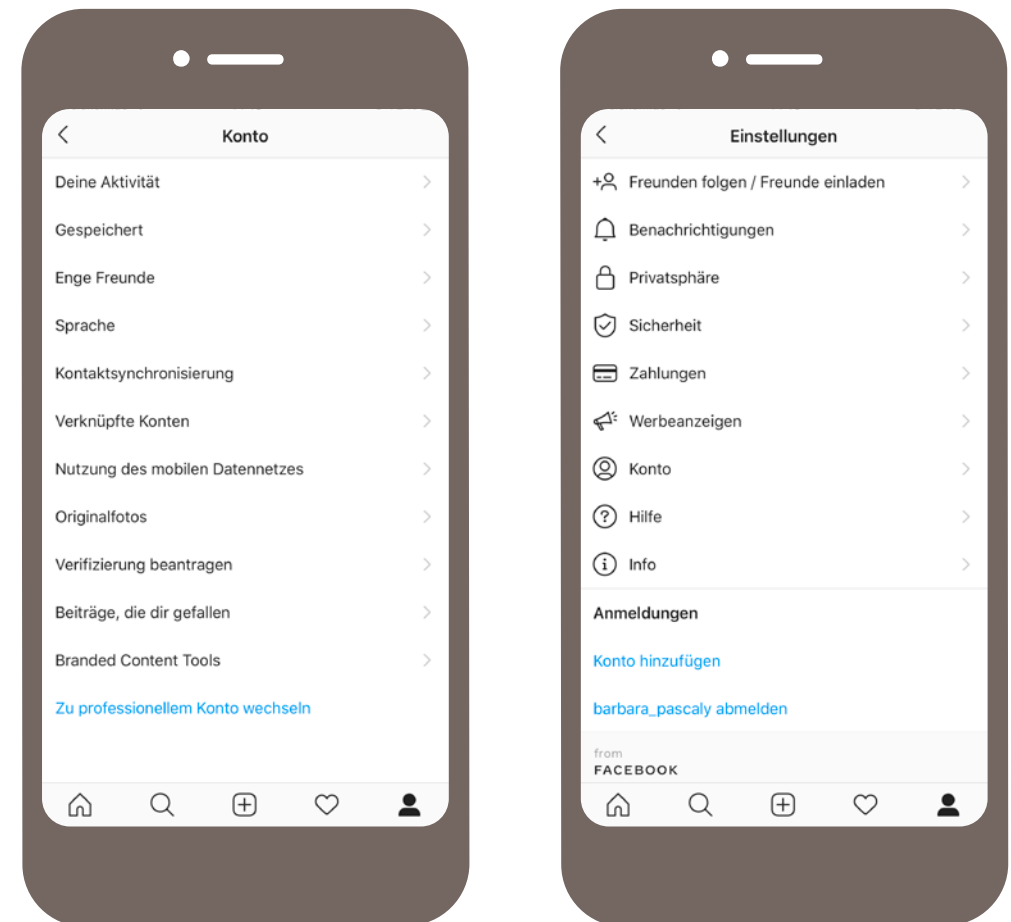 Konto
Deine Aktivität
Gespeichert
Enge Freunde
Sprache
Kontaktsynchronisierung
Verknüpfte Konten
Nutzung des mobilen Datennetzes
Originalfotos
Verifizierung beantragen
Beiträge, die dir gefallen
Branded Content Tools
Zu professionellem Konto wechseln
Einstellungen
Freunden folgen / Freunde einladen
Benachrichtigungen
Privatsphäre
Sicherheit
Zahlungen
Werbeanzeigen
Konto
Hilfe
Info
Anmeldungen
Konto hinzufügen
barbara_pascaly abmelden
from
FACEBOOK